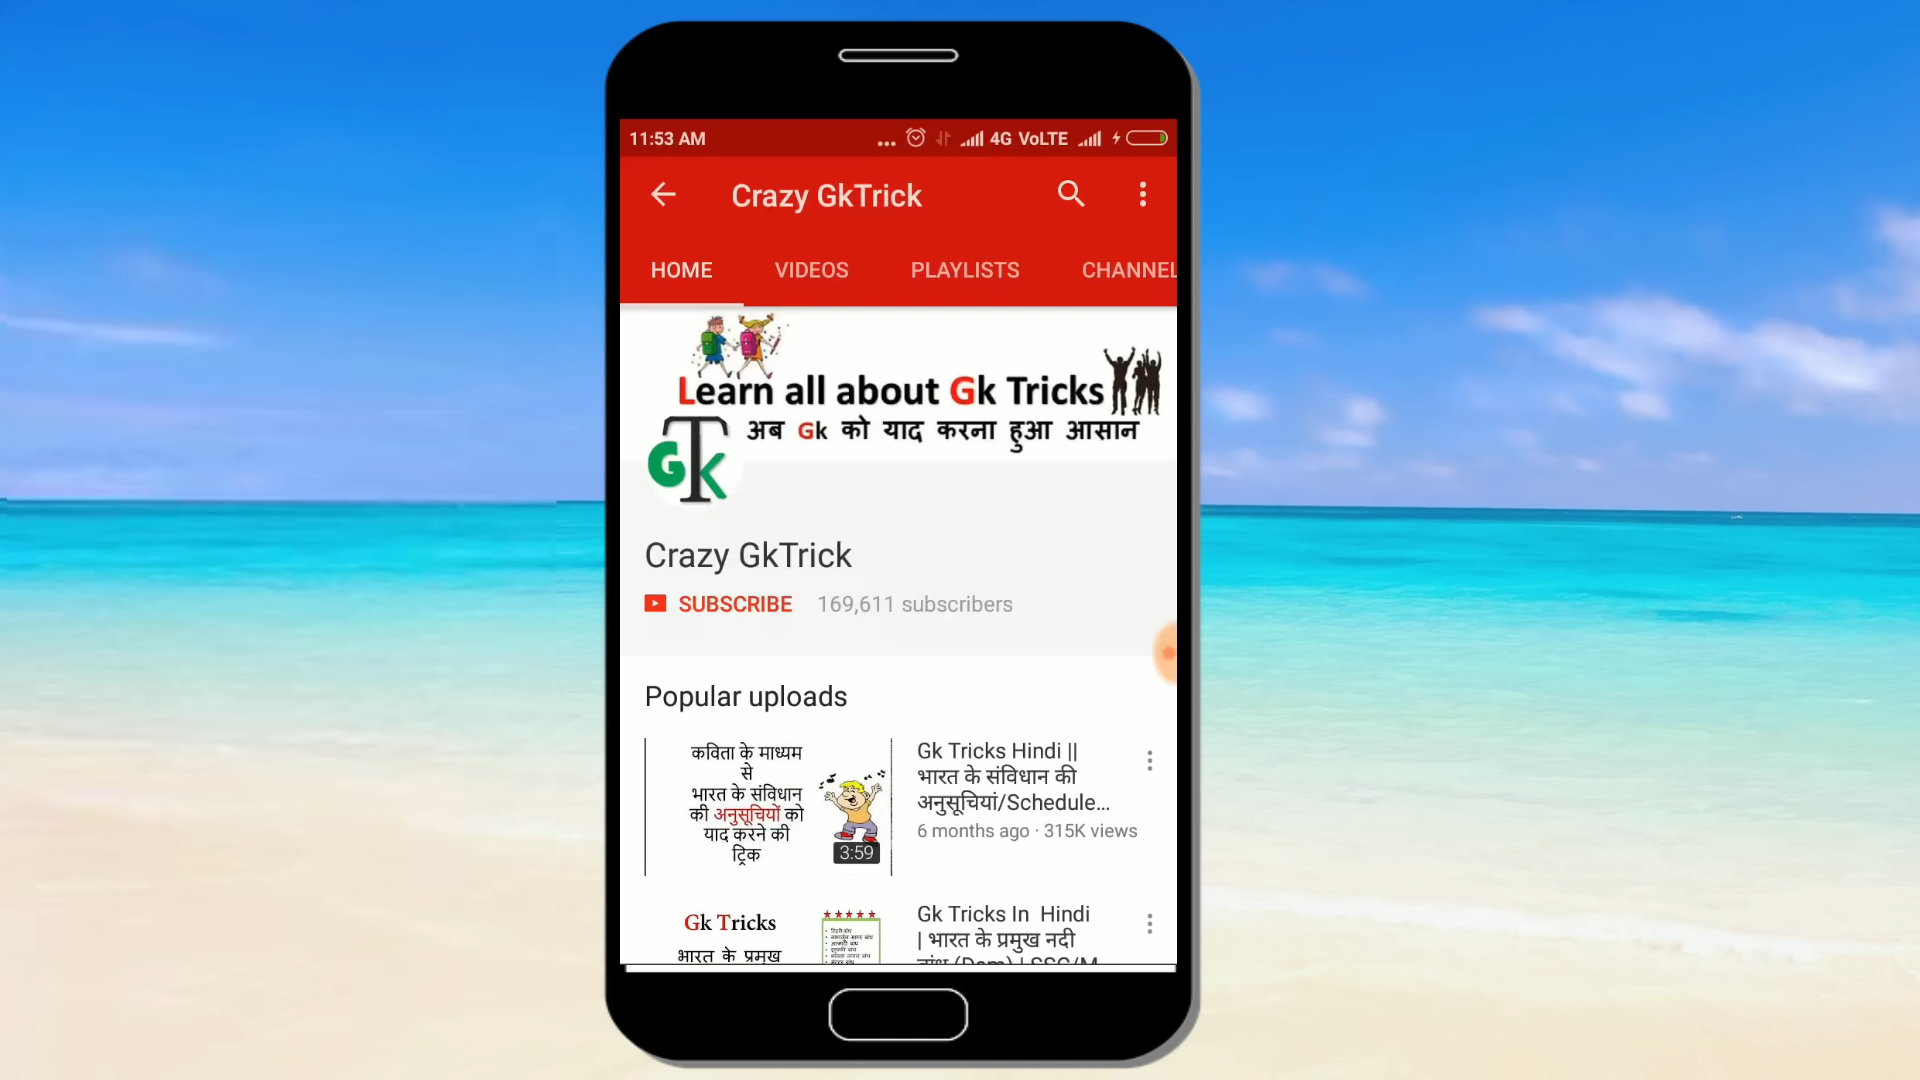 11:53 AM
4G VoLTE
Crazy GkTrick
HOME VIDEOS PLAYLISTS CHANNEL
Learn all about Gk Tricks
अब Gk को याद करना हुआ आसान
GTK
Crazy GkTrick
SUBSCRIBE 169,611 subscribers
Popular uploads
कविता के माध्यम
से
भारत के संविधान
की अनुसूचियों को
याद करने की
ट्रिक
3:59
Gk Tricks Hindi ||
भारत के संविधान की
अनुसूचियां/Schedule...
6 months ago · 315K views
Gk Tricks
भारत के प्रमुख
Gk Tricks In Hindi
| भारत के प्रमुख नदी
बांध (Dam) | SSC/M